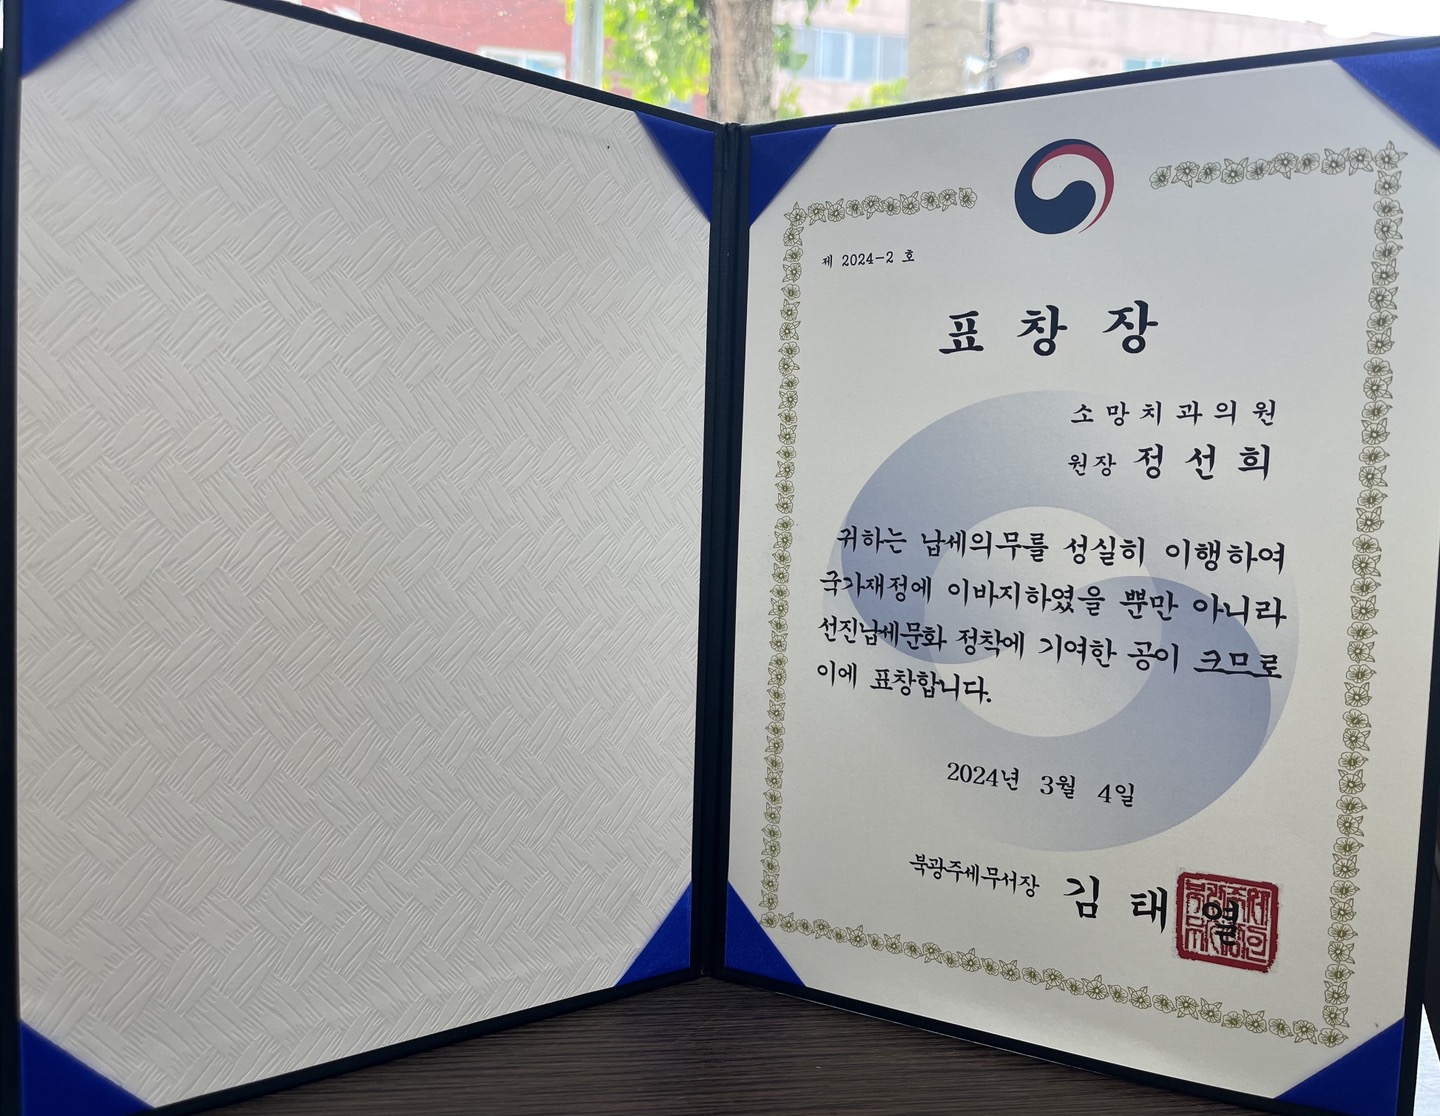 제 2024-2 호
표 창 장
소망치과의원
원장 정선희
귀하는 납세의무를 성실히 이행하여
국가재정에 이바지하였을 뿐만 아니라
선진납세문화 정착에 기여한 공이 크므로
이에 표창합니다.
2024년 3월 4일
북광주세무서장 김태열